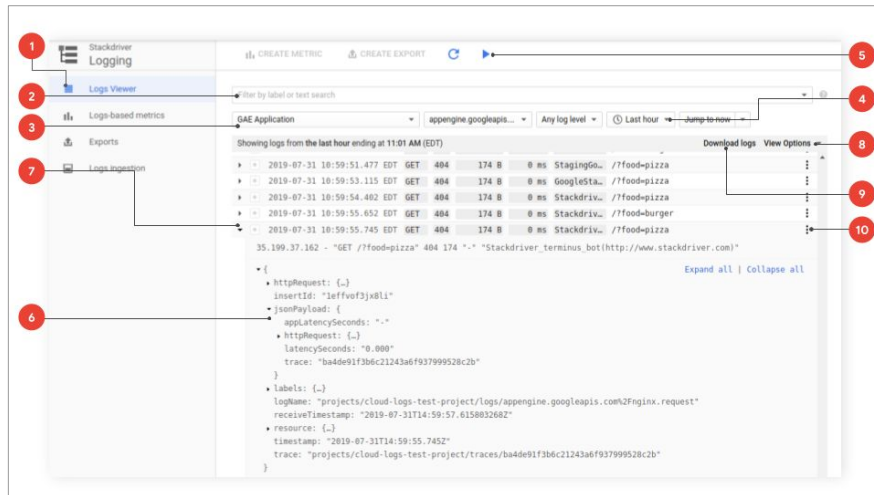 Stackdriver
Logging
CREATE METRIC CREATE EXPORT
1
5
Logs Viewer
2
Filter by label or text search
4
Logs-based metrics
3
GAE Application appengine.googleapis... Any log level Last hour Jump to now
Exports
Showing logs from the last hour ending at 11:01 AM (EDT) Download logs View Options
8
7
Logs ingestion
2019-07-31 10:59:51.477 EDT GET 404 174 B 0 ms StagingGo… /?food=pizza
2019-07-31 10:59:53.115 EDT GET 404 174 B 0 ms GoogleSta… /?food=pizza
9
2019-07-31 10:59:54.402 EDT GET 404 174 B 0 ms Stackdriv… /?food=pizza
2019-07-31 10:59:55.652 EDT GET 404 174 B 0 ms Stackdriv… /?food=burger
2019-07-31 10:59:55.745 EDT GET 404 174 B 0 ms Stackdriv… /?food=pizza
10
35.199.37.162 - "GET /?food=pizza" 404 174 "-" "Stackdriver_terminus_bot(http://www.stackdriver.com)"
{ Expand all | Collapse all
httpRequest: {…}
insertId: "1effvof3jx8li"
6
jsonPayload: {
appLatencySeconds: "-"
httpRequest: {…}
latencySeconds: "0.000"
trace: "ba4de91f3b6c21243a6f937999528c2b"
}
labels: {…}
logName: "projects/cloud-logs-test-project/logs/appengine.googleapis.com%2Fnginx.request"
receiveTimestamp: "2019-07-31T14:59:57.615803268Z"
resource: {…}
timestamp: "2019-07-31T14:59:55.745Z"
trace: "projects/cloud-logs-test-project/traces/ba4de91f3b6c21243a6f937999528c2b"
}